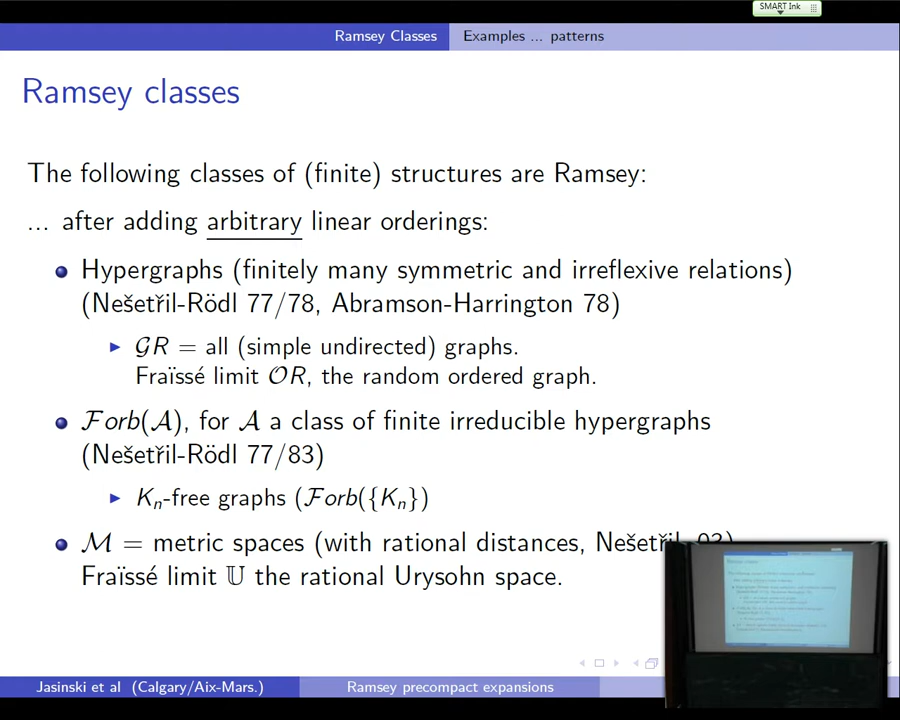 SMART Ink
Ramsey Classes Examples ... patterns
Ramsey classes
The following classes of (finite) structures are Ramsey:
... after adding arbitrary linear orderings:
Hypergraphs (finitely many symmetric and irreflexive relations)
(Nešetřil-Rödl 77/78, Abramson-Harrington 78)
𝒢R = all (simple undirected) graphs.
Fraïssé limit 𝒪R, the random ordered graph.
ℱorb(𝒜), for 𝒜 a class of finite irreducible hypergraphs
(Nešetřil-Rödl 77/83)
Kₙ-free graphs (ℱorb({Kₙ})
ℳ = metric spaces (with rational distances, Nešetřil
Fraïssé limit 𝕌 the rational Urysohn space.
Jasinski et al (Calgary/Aix-Mars.) Ramsey precompact expansions